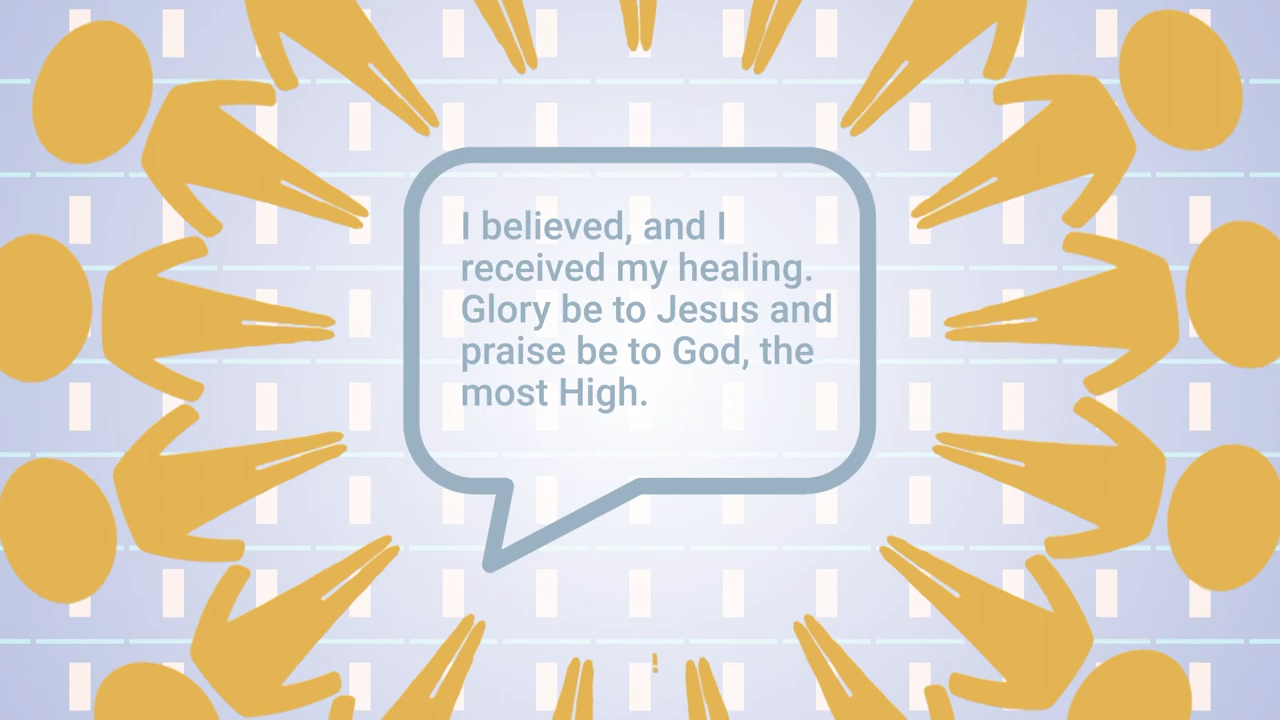 I believed, and I
received my healing.
Glory be to Jesus and
praise be to God, the
most High.
!